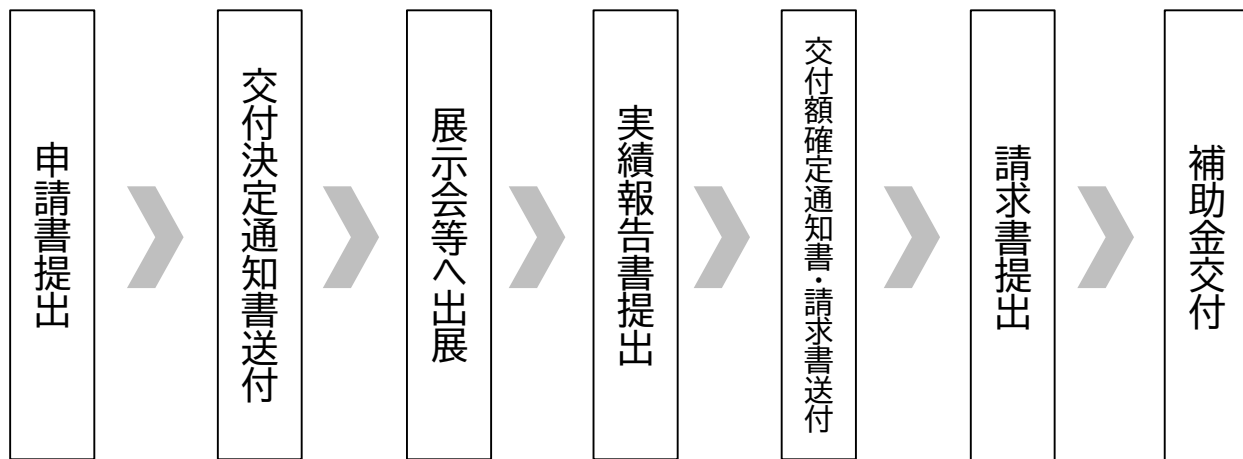 申請書提出
交付決定通知書送付
展示会等へ出展
実績報告書提出
交付額確定通知書・請求書送付
請求書提出
補助金交付